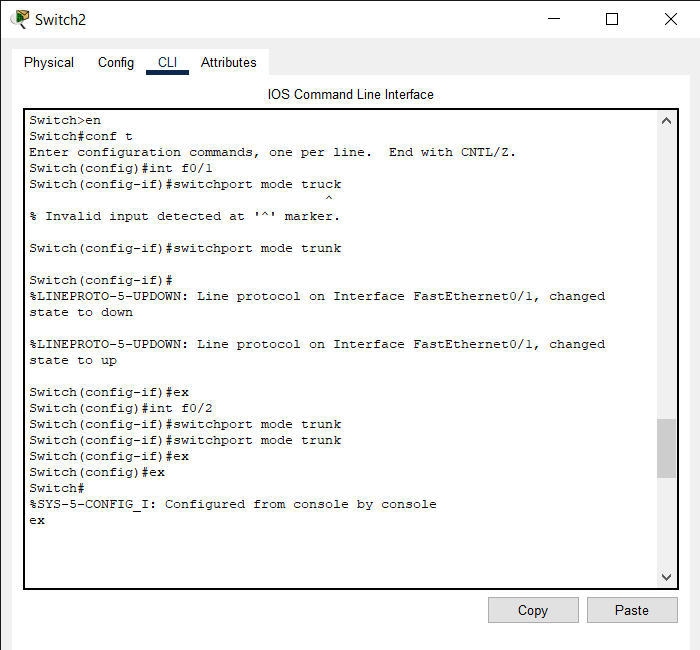 Switch2
Physical Config CLI Attributes
IOS Command Line Interface
Switch>en
Switch#conf t
Enter configuration commands, one per line.  End with CNTL/Z.
Switch(config)#int f0/1
Switch(config-if)#switchport mode truck
^
% Invalid input detected at '^' marker.
Switch(config-if)#switchport mode trunk
Switch(config-if)#
%LINEPROTO-5-UPDOWN: Line protocol on Interface FastEthernet0/1, changed
state to down
%LINEPROTO-5-UPDOWN: Line protocol on Interface FastEthernet0/1, changed
state to up
Switch(config-if)#ex
Switch(config)#int f0/2
Switch(config-if)#switchport mode trunk
Switch(config-if)#switchport mode trunk
Switch(config-if)#ex
Switch(config)#ex
Switch#
%SYS-5-CONFIG_I: Configured from console by console
ex
Copy Paste